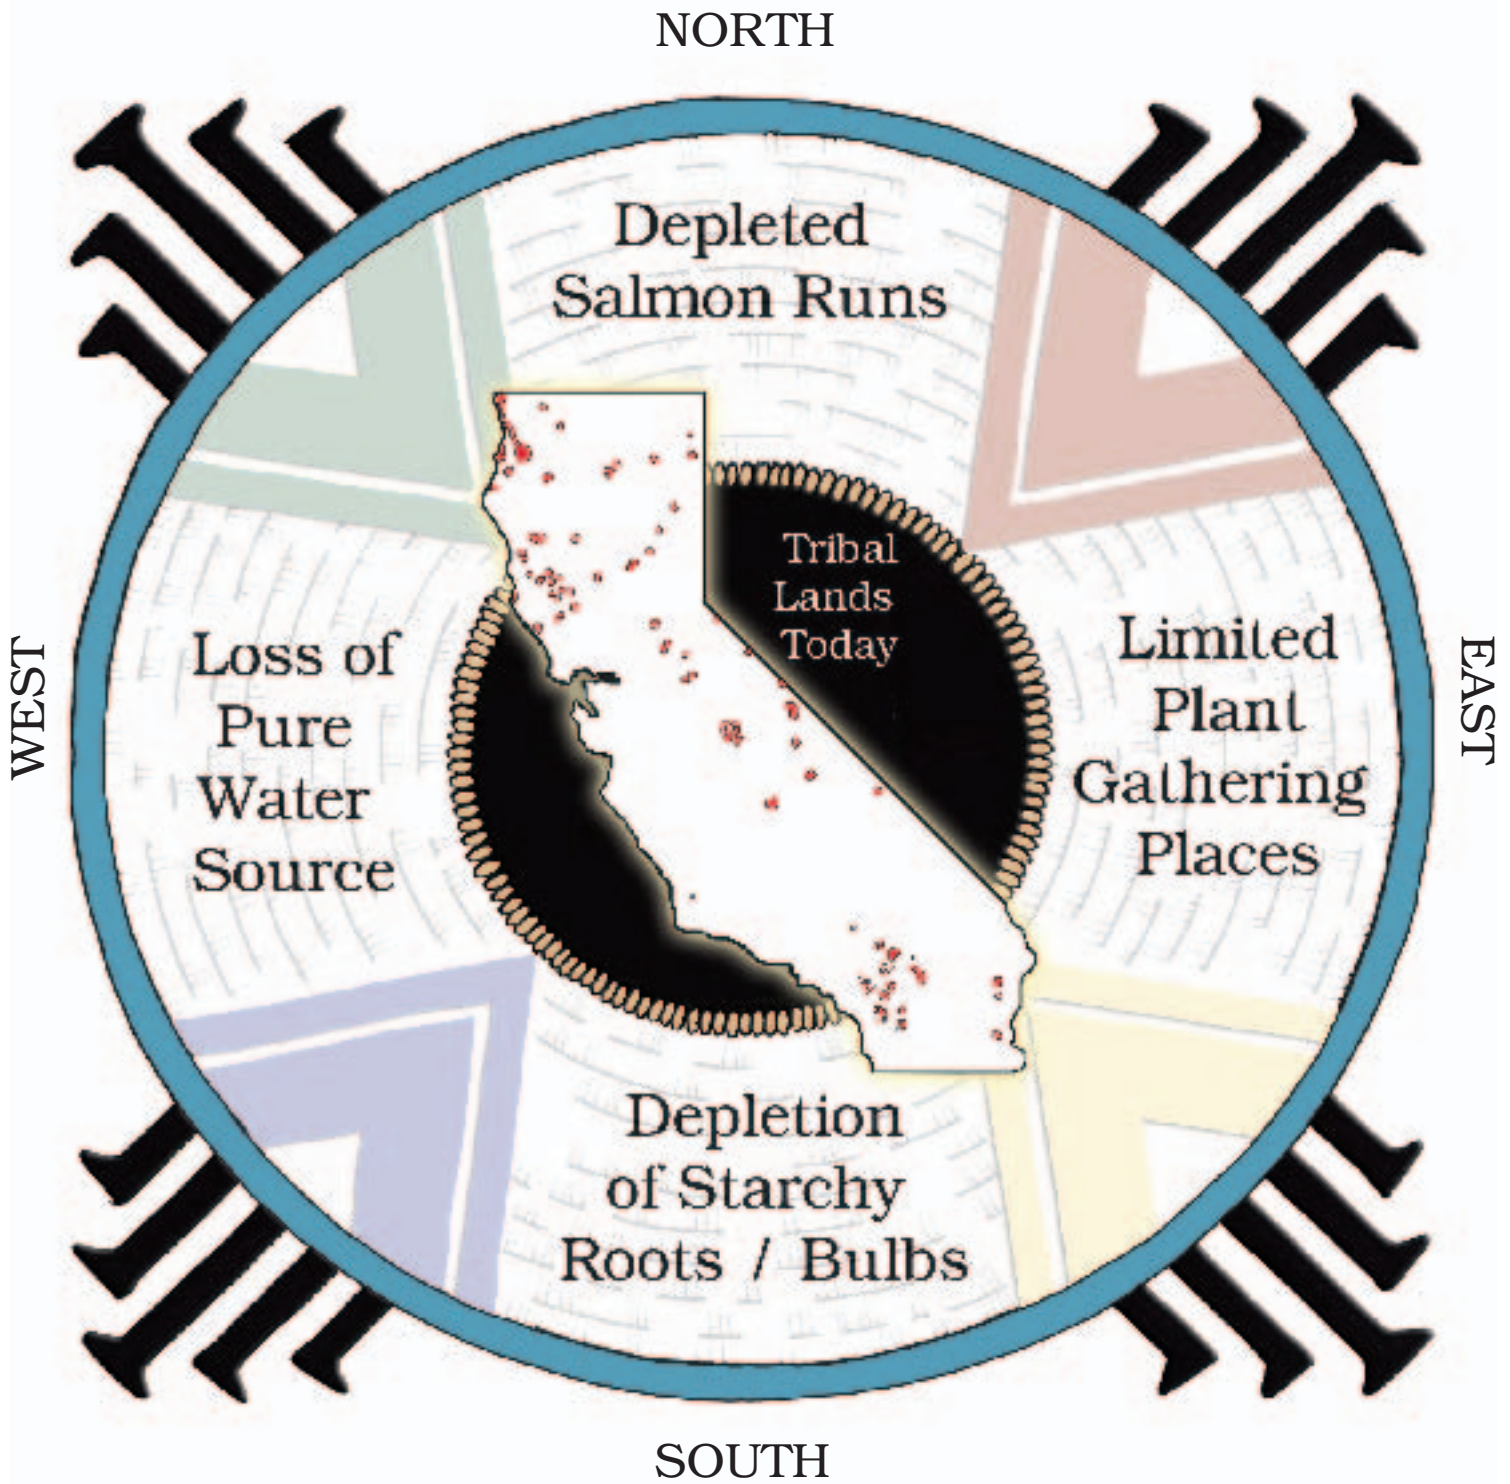 NORTH
Depleted
Salmon Runs
Tribal
Lands
Today
WEST
Loss of
Pure
Water
Source
Limited
Plant
Gathering
Places
EAST
Depletion
of Starchy
Roots / Bulbs
SOUTH